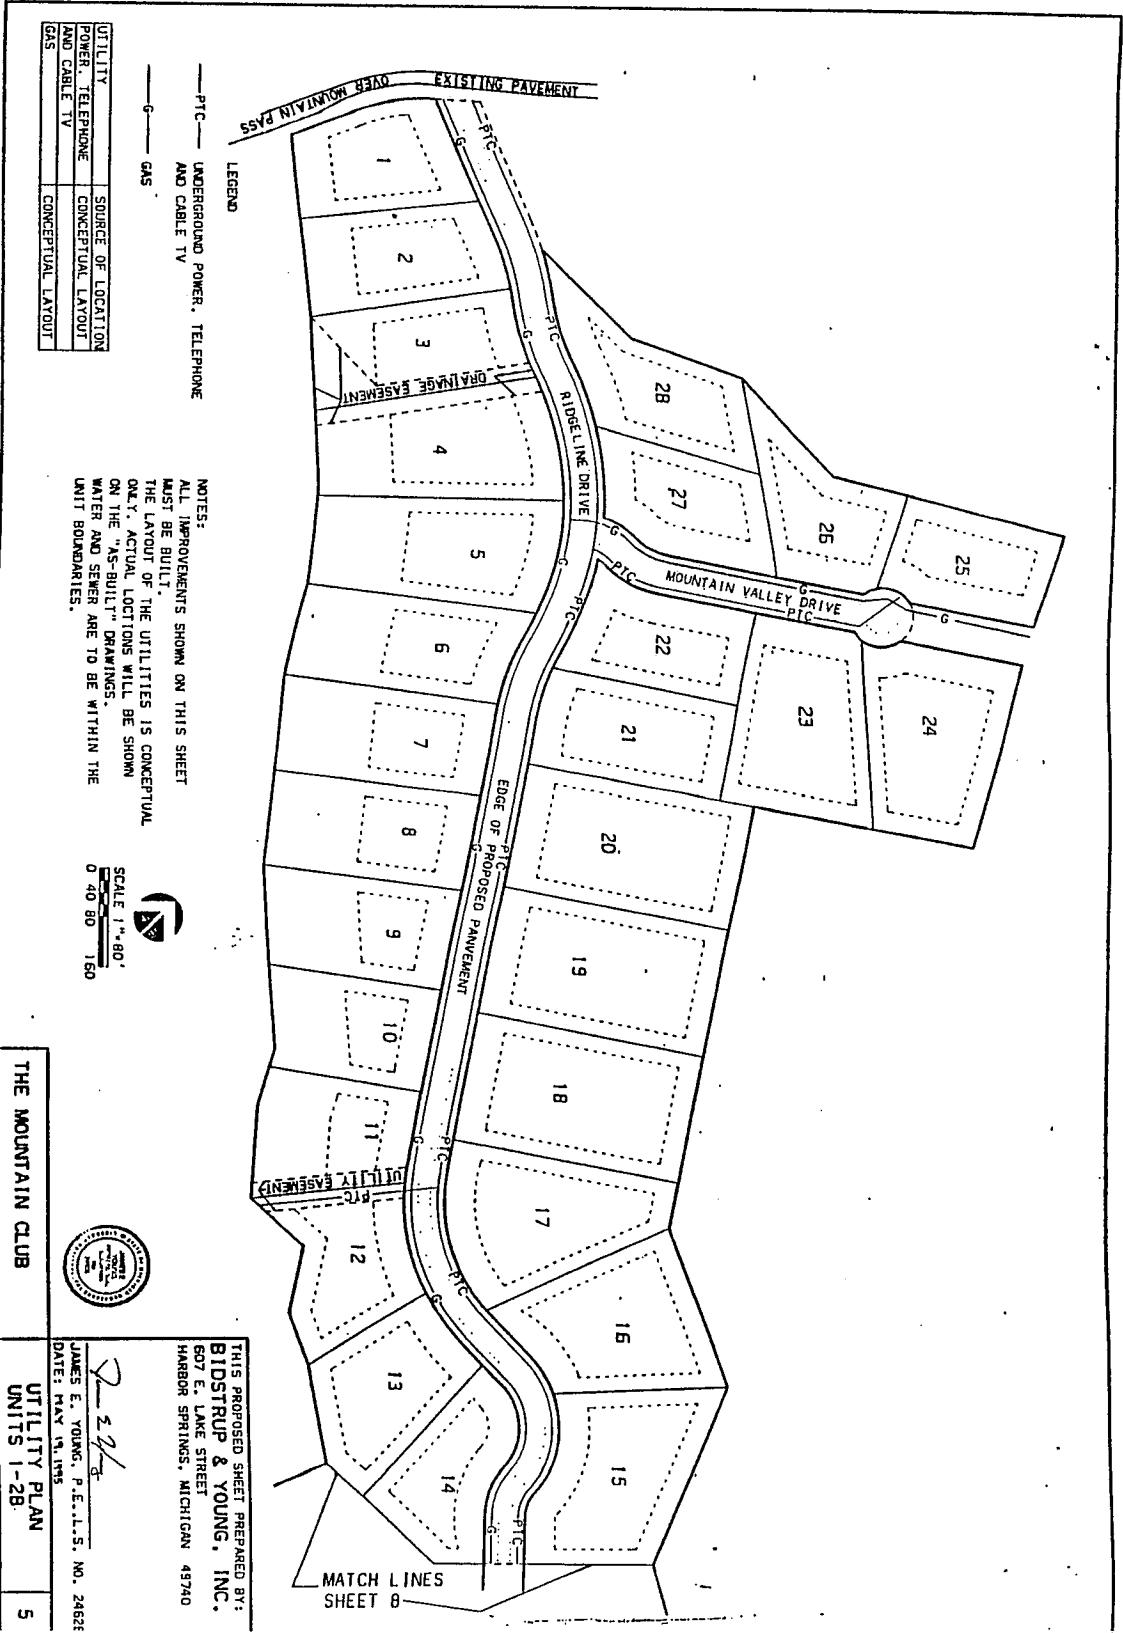 EXISTING PAVEMENT
OVER MOUNTAIN PASS
PTC
G
1
2
3
DRAINAGE EASEMENT
4
5
6
7
8
9
10
11
UTILITY EASEMENT
PTC
12
13
14
15
16
17
18
19
20
21
22
23
24
25
26
27
28
RIDGELINE DRIVE
MOUNTAIN VALLEY DRIVE
EDGE OF PROPOSED PANVEMENT
PTC
G
MATCH LINES
SHEET 8
LEGEND
PTC UNDERGROUND POWER, TELEPHONE
AND CABLE TV
G GAS
UTILITY SOURCE OF LOCATION
POWER, TELEPHONE CONCEPTUAL LAYOUT
AND CABLE TV
GAS CONCEPTUAL LAYOUT
NOTES:
ALL IMPROVEMENTS SHOWN ON THIS SHEET
MUST BE BUILT.
THE LAYOUT OF THE UTILITIES IS CONCEPTUAL
ONLY. ACTUAL LOCTIONS WILL BE SHOWN
ON THE "AS-BUILT" DRAWINGS.
WATER AND SEWER ARE TO BE WITHIN THE
UNIT BOUNDARIES.
SCALE 1"=80'
0 40 80 160
THIS PROPOSED SHEET PREPARED BY:
BIDSTRUP & YOUNG, INC.
607 E. LAKE STREET
HARBOR SPRINGS, MICHIGAN 49740
JAMES E. YOUNG, P.E.,L.S. NO. 2462
DATE: MAY 19, 1995
THE MOUNTAIN CLUB
UTILITY PLAN
UNITS 1-28
5